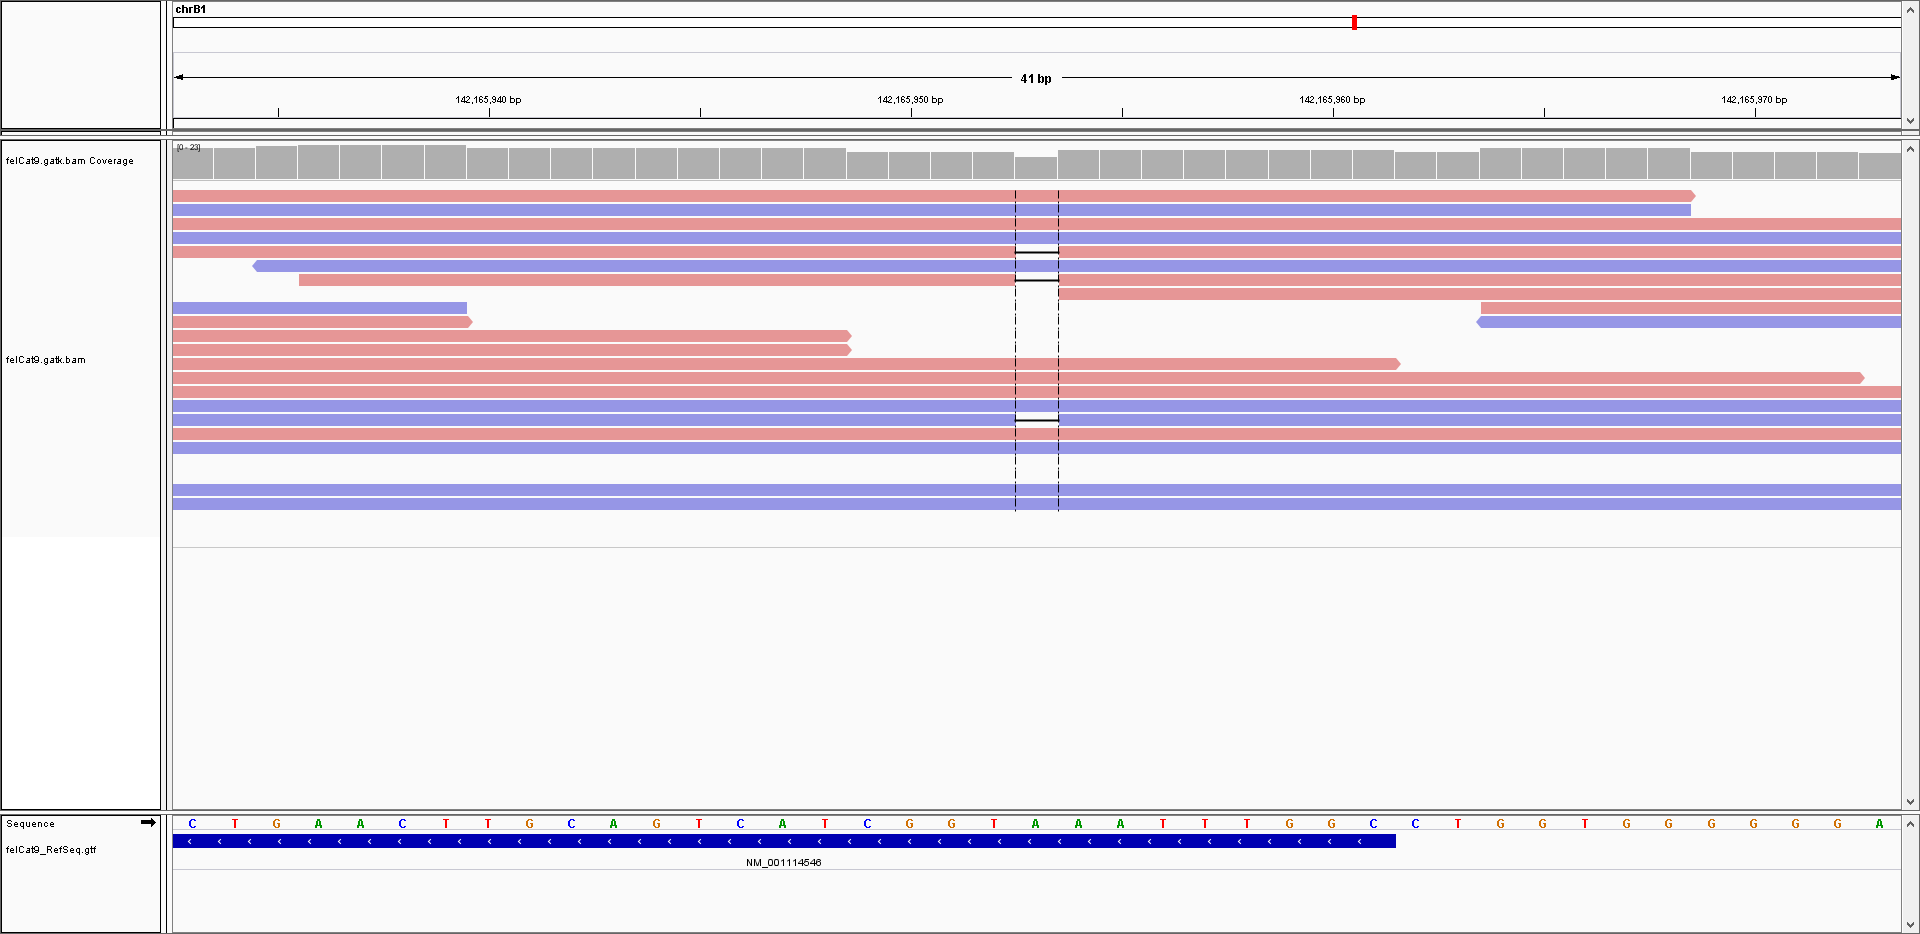 chrB1
41 bp
142,165,940 bp 142,165,950 bp 142,165,960 bp 142,165,970 bp
felCat9.gatk.bam Coverage
[0 - 23]
felCat9.gatk.bam
Sequence
C T G A A C T T G C A G T C A T C G G T A A A T T T G G C C T G G T G G G G G G A
felCat9_RefSeq.gtf
NM_001114546